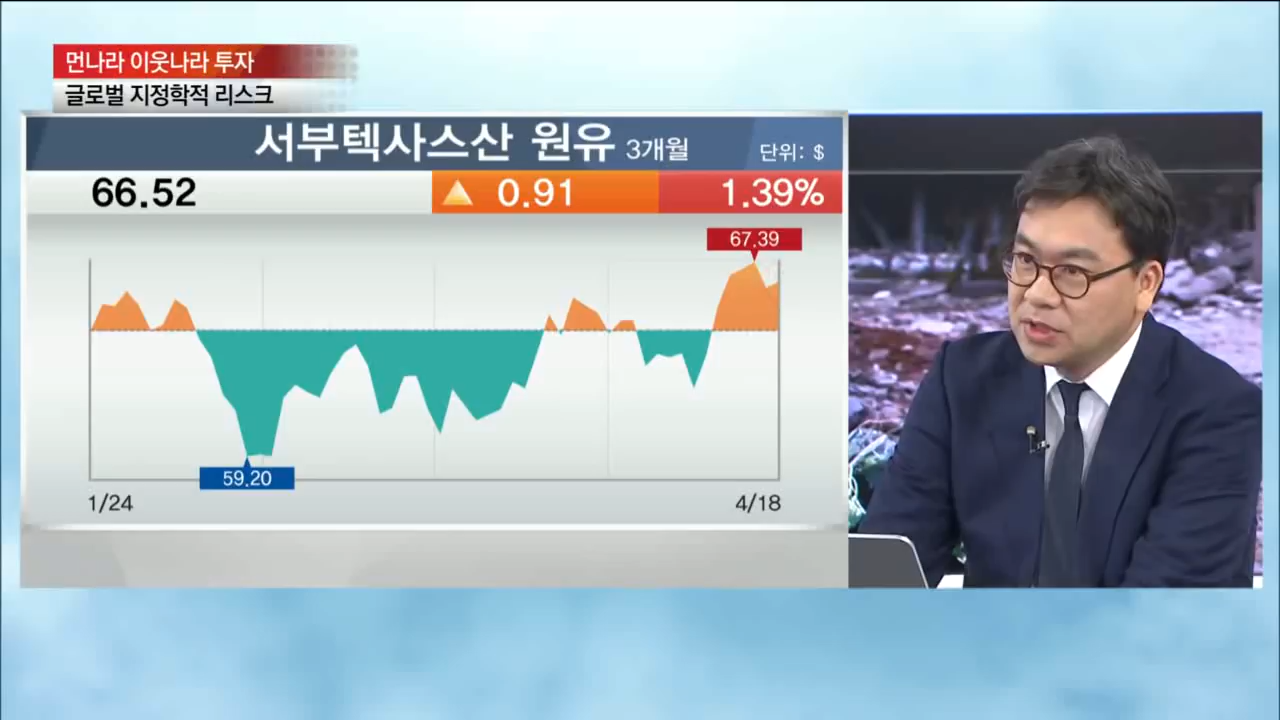 먼나라 이웃나라 투자
글로벌 지정학적 리스크
서부텍사스산 원유 3개월 단위: $
66.52 ▲ 0.91 1.39%
67.39
59.20
1/24 4/18